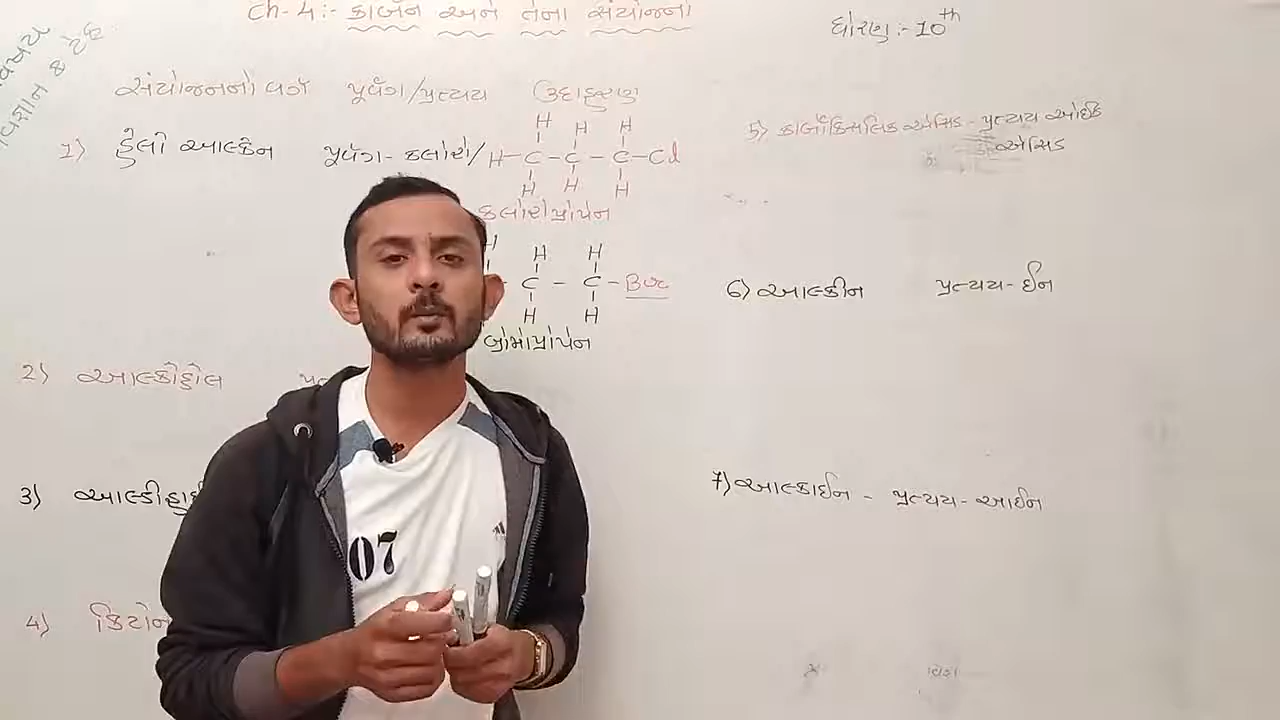 Ch-4:- કાર્બન અને તેના સંયોજનો
ધોરણ:- 10th
વિજ્ઞાન
સંયોજનનો વર્ગ પૂર્વગ/પ્રત્યય ઉદાહરણ
1) હેલો આલ્કેન પૂર્વગ- ક્લોરો/
H H H
H-C-C-C-Cl
H H H
ક્લોરોપ્રોપેન
H H H
C - C - Br
H H
બ્રોમોપ્રોપેન
2) આલ્કોહોલ
3)
4)
5) કાર્બોક્સિલિક એસિડ - પ્રત્યય ઓઇક
એસિડ
6) આલ્કીન પ્રત્યય- ઈન
7) આલ્કાઈન - પ્રત્યય- આઈન
07